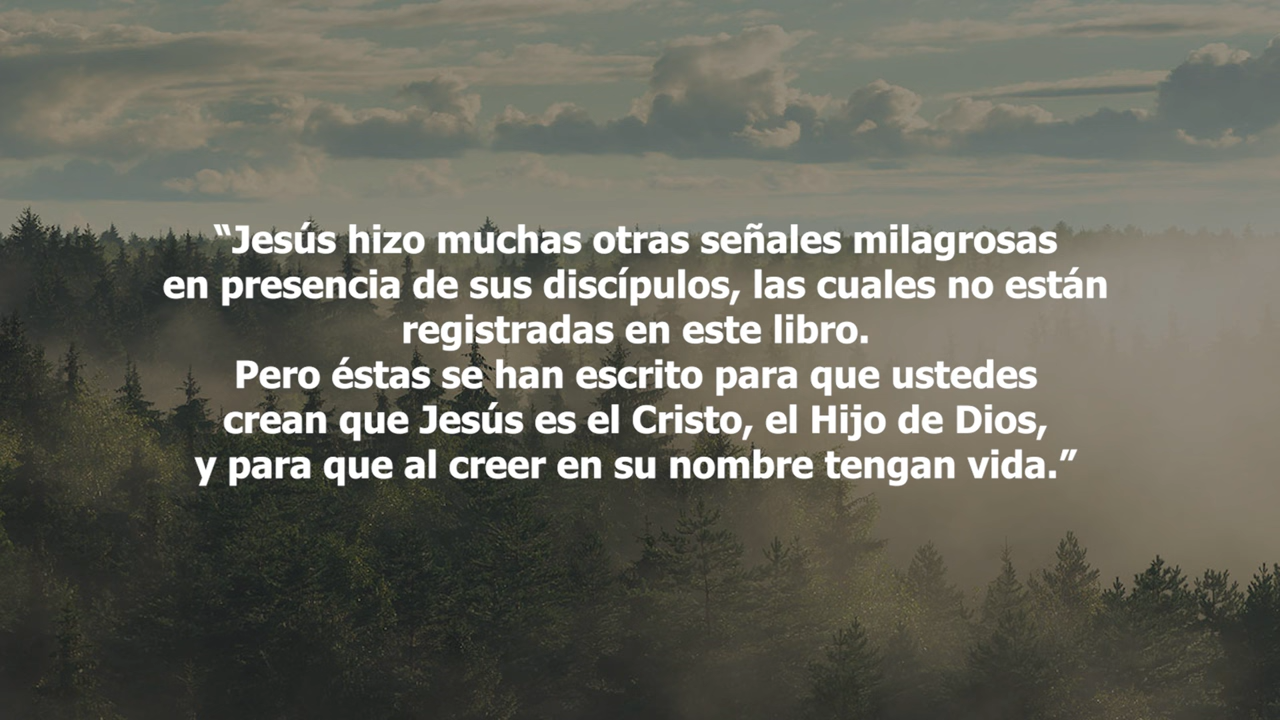 “Jesús hizo muchas otras señales milagrosas
en presencia de sus discípulos, las cuales no están
registradas en este libro.
Pero éstas se han escrito para que ustedes
crean que Jesús es el Cristo, el Hijo de Dios,
y para que al creer en su nombre tengan vida.”